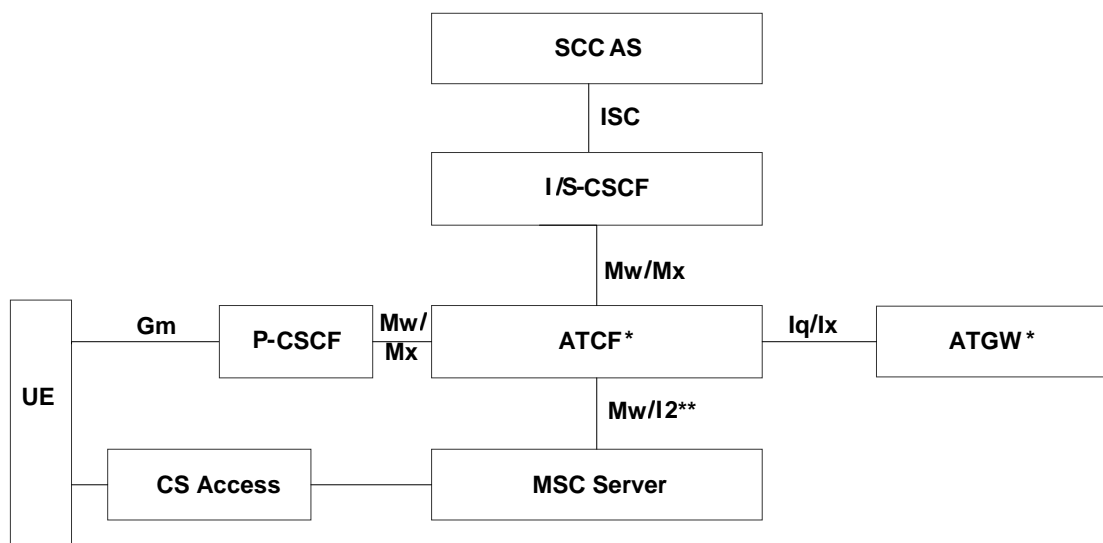 SCC AS
ISC
I/S-CSCF
Mw/Mx
Gm
P-CSCF
Mw/
Mx
ATCF*
Iq/Ix
ATGW*
UE
Mw/I2**
CS Access
MSC Server